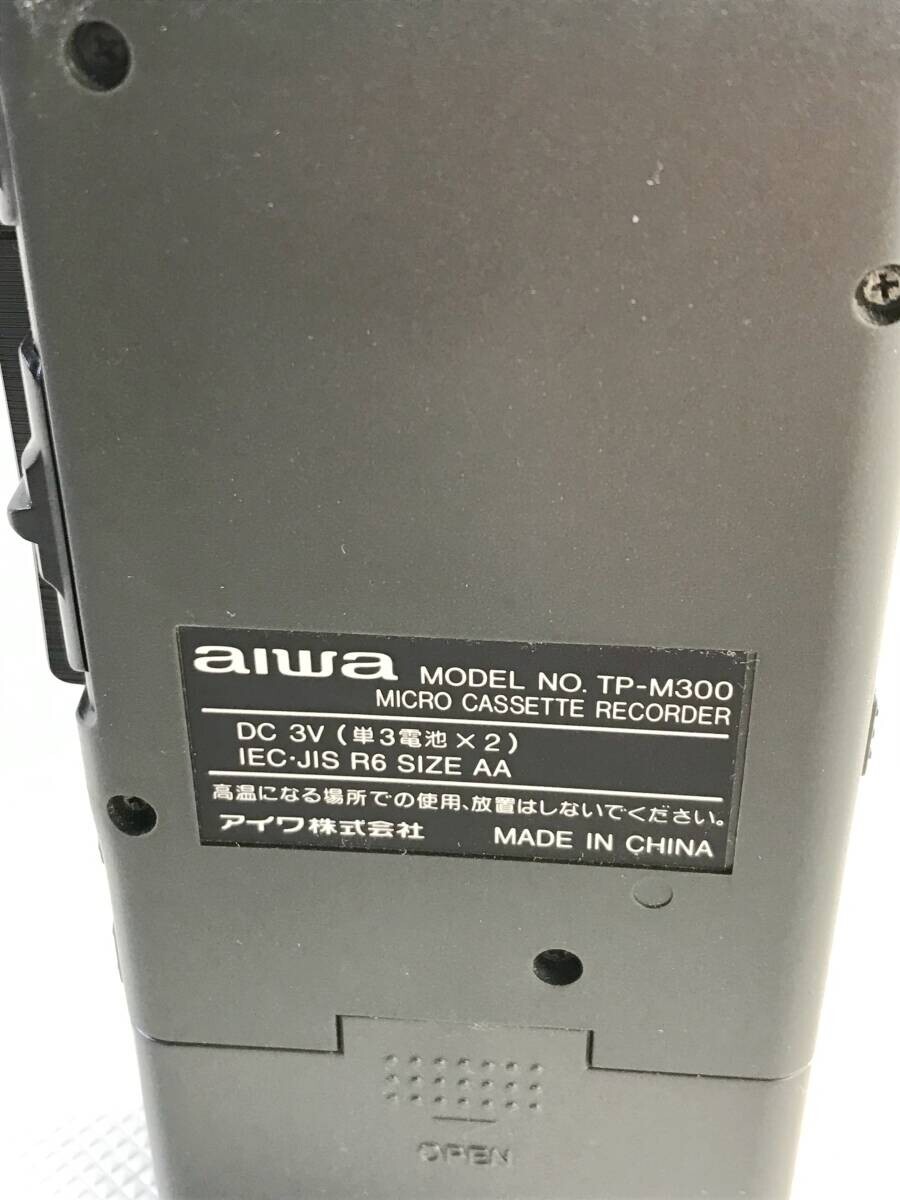 aiwa MODEL NO. TP-M300
MICRO CASSETTE RECORDER
DC 3V (単3電池×2)
IEC·JIS R6 SIZE AA
高温になる場所での使用、放置はしないでください。
アイワ株式会社 MADE IN CHINA
OPEN